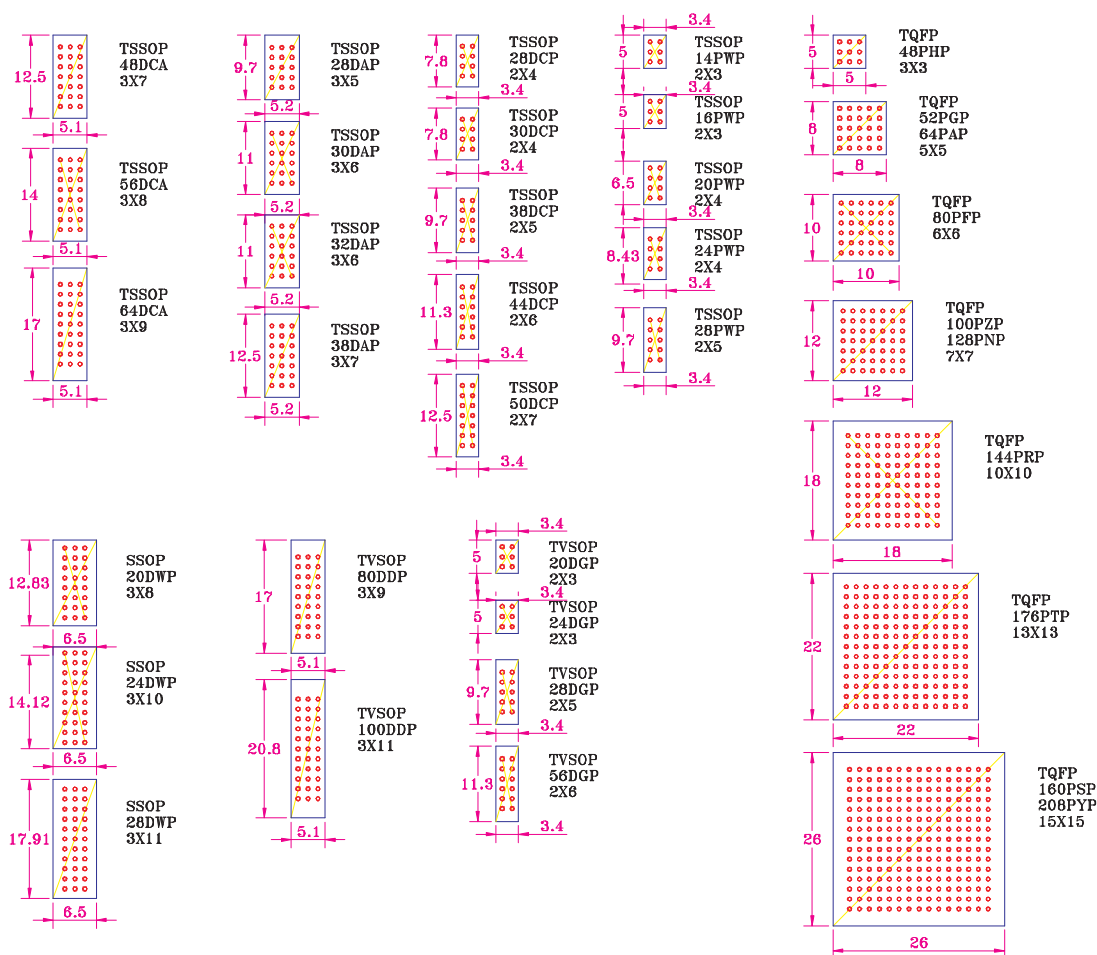 12.5
5.1
TSSOP
48DCA
3X7
14
5.1
TSSOP
56DCA
3X8
17
5.1
TSSOP
64DCA
3X9
9.7
5.2
TSSOP
28DAP
3X5
11
5.2
TSSOP
30DAP
3X6
11
5.2
TSSOP
32DAP
3X6
12.5
5.2
TSSOP
38DAP
3X7
7.8
3.4
TSSOP
28DCP
2X4
7.8
3.4
TSSOP
30DCP
2X4
9.7
3.4
TSSOP
38DCP
2X5
11.3
3.4
TSSOP
44DCP
2X6
12.5
3.4
TSSOP
50DCP
2X7
3.4
5
TSSOP
14PWP
2X3
3.4
5
TSSOP
16PWP
2X3
6.5
3.4
TSSOP
20PWP
2X4
8.43
3.4
TSSOP
24PWP
2X4
9.7
3.4
TSSOP
28PWP
2X5
5
5
TQFP
48PHP
3X3
8
8
TQFP
52PGP
64PAP
5X5
10
10
TQFP
80PFP
6X6
12
12
TQFP
100PZP
128PNP
7X7
18
18
TQFP
144PRP
10X10
22
22
TQFP
176PTP
13X13
26
26
TQFP
160PSP
208PYP
15X15
12.83
6.5
SSOP
20DWP
3X8
14.12
6.5
SSOP
24DWP
3X10
17.91
6.5
SSOP
28DWP
3X11
17
5.1
TVSOP
80DDP
3X9
20.8
5.1
TVSOP
100DDP
3X11
3.4
5
TVSOP
20DGP
2X3
3.4
5
TVSOP
24DGP
2X3
9.7
3.4
TVSOP
28DGP
2X5
11.3
3.4
TVSOP
56DGP
2X6